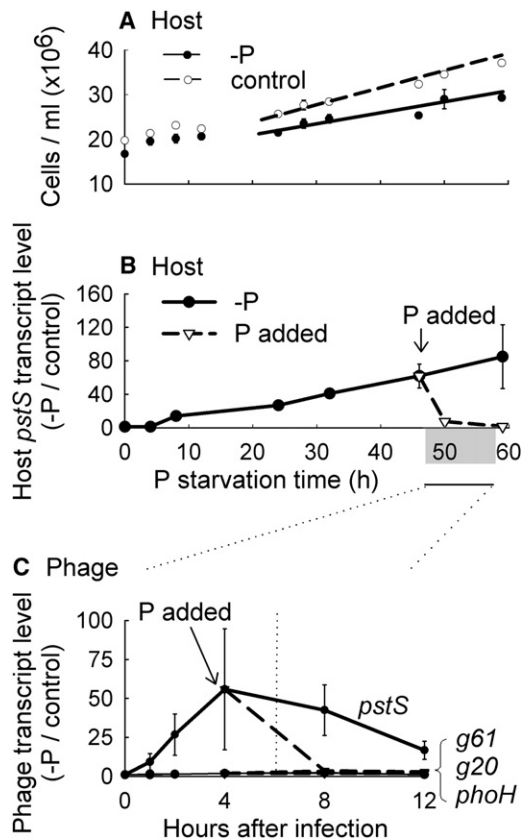 A Host
-P
control
Cells / ml (x10⁶)
40
30
20
10
B Host
-P
P added
P added
Host pstS transcript level
(-P / control)
160
120
80
40
0
0 10 20 30 40 50 60
P starvation time (h)
C Phage
P added
pstS
g61
g20
phoH
Phage transcript level
(-P / control)
100
75
50
25
0
0 4 8 12
Hours after infection